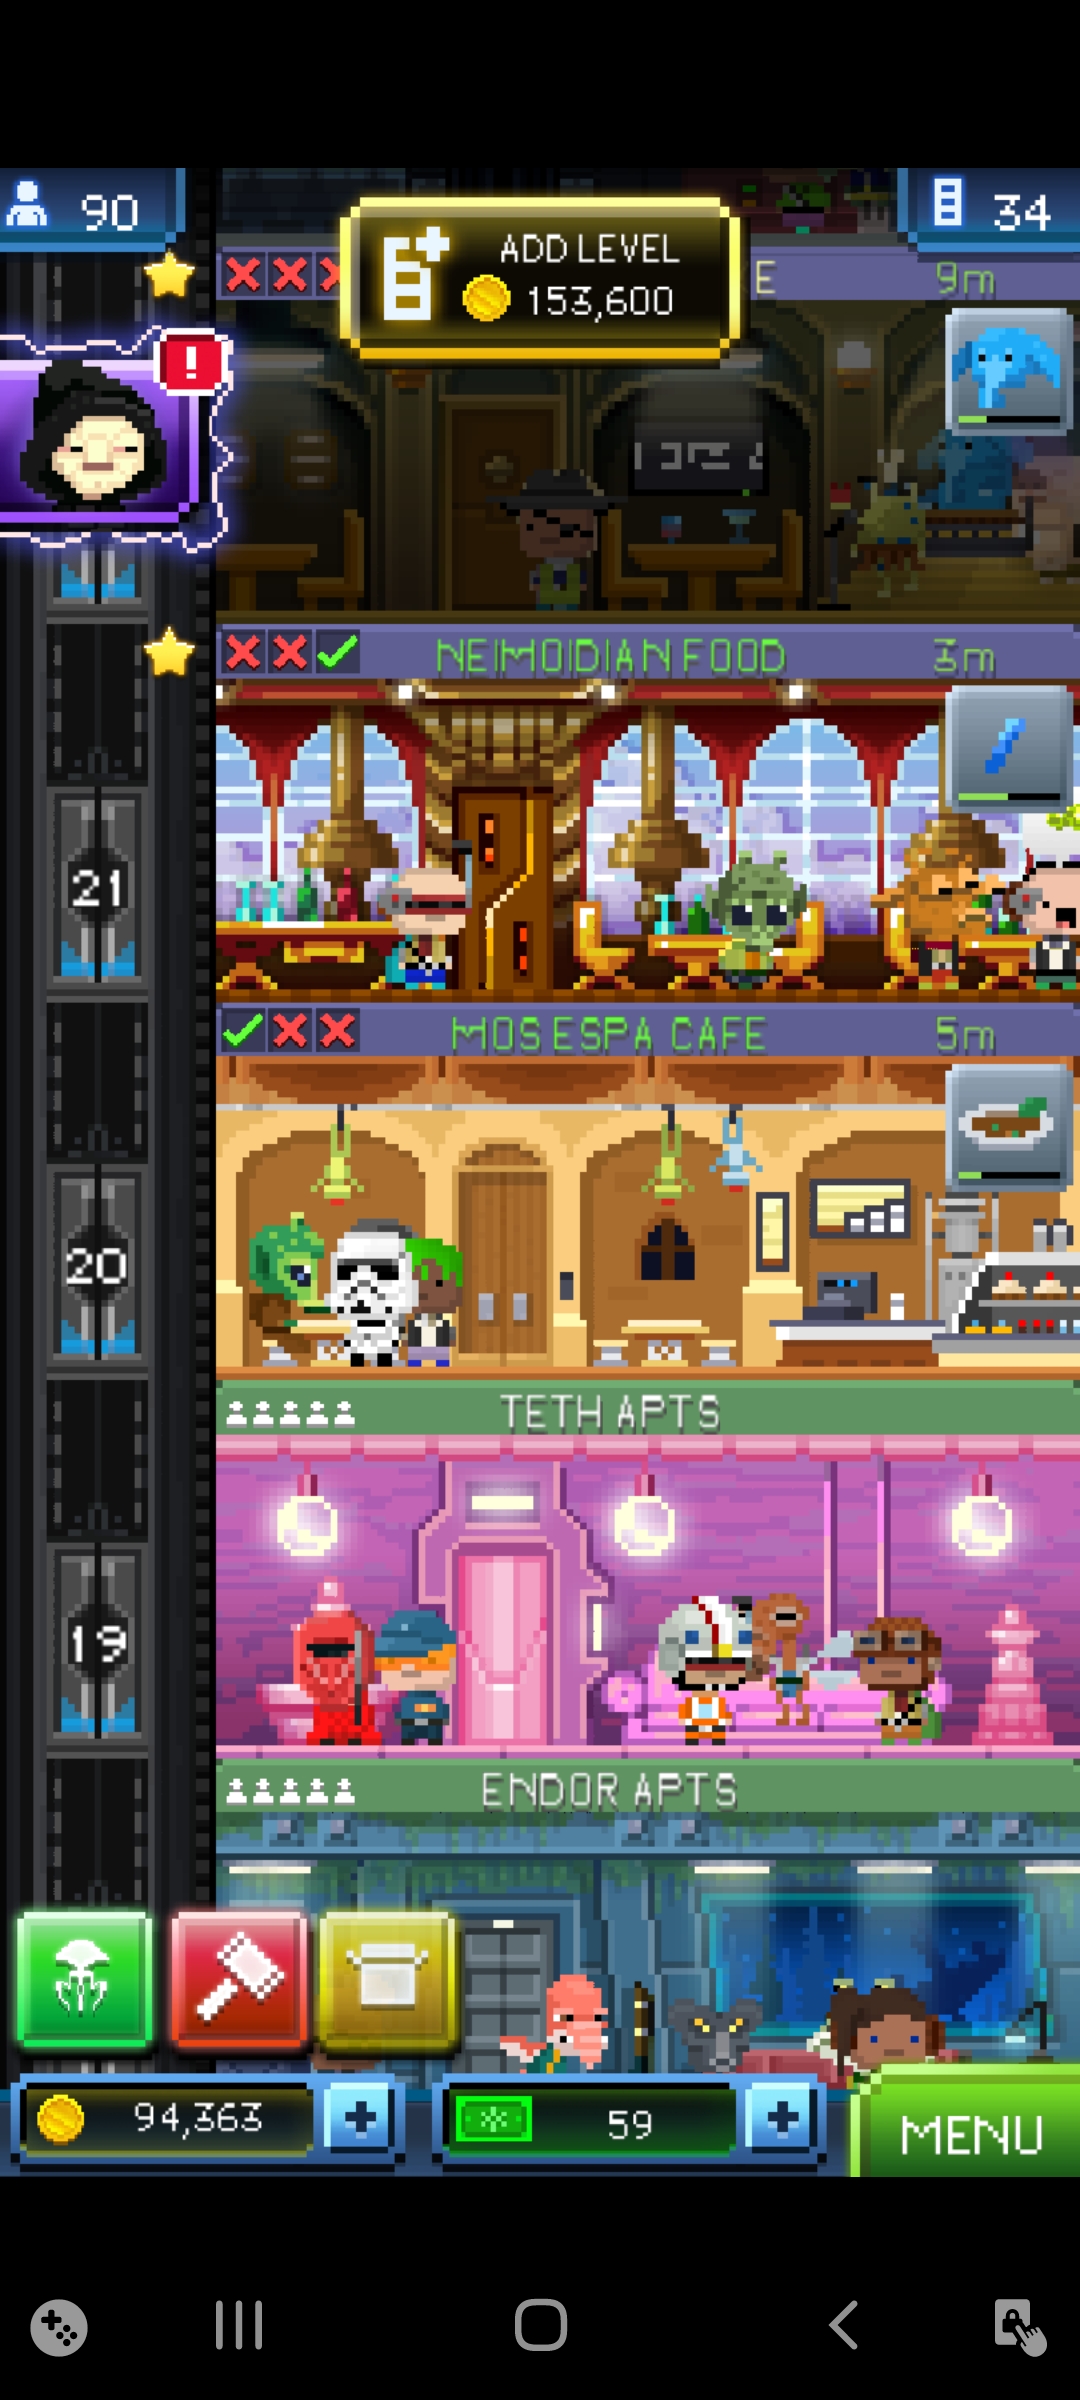 90
34
ADD LEVEL
153,600
E
9m
!
NEIMOIDIAN FOOD
3m
21
MOS ESPA CAFE
5m
20
TETH APTS
19
ENDOR APTS
94,363
59
MENU